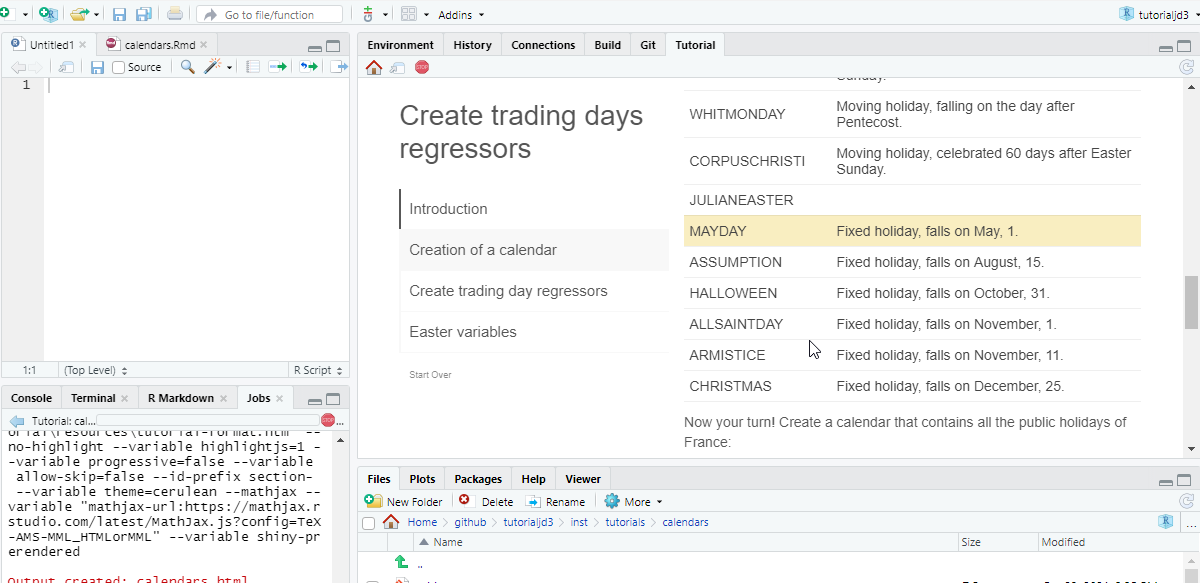 Go to file/function
Addins
tutorialjd3
Untitled1
calendars.Rmd
Source
1
1:1
(Top Level)
R Script
Console
Terminal
R Markdown
Jobs
Tutorial: cal...
no-highlight --variable highlightjs=1 -
-variable progressive=false --variable
allow-skip=false --id-prefix section-
--variable theme=cerulean --mathjax --
variable "mathjax-url:https://mathjax.r
studio.com/latest/MathJax.js?config=TeX
-AMS-MML_HTMLorMML" --variable shiny-pr
erendered
Output created: calendars.html
Environment
History
Connections
Build
Git
Tutorial
Create trading days
regressors
Introduction
Creation of a calendar
Create trading day regressors
Easter variables
Start Over
Sunday.
WHITMONDAY
Moving holiday, falling on the day after
Pentecost.
CORPUSCHRISTI
Moving holiday, celebrated 60 days after Easter
Sunday.
JULIANEASTER
MAYDAY Fixed holiday, falls on May, 1.
ASSUMPTION Fixed holiday, falls on August, 15.
HALLOWEEN Fixed holiday, falls on October, 31.
ALLSAINTDAY Fixed holiday, falls on November, 1.
ARMISTICE Fixed holiday, falls on November, 11.
CHRISTMAS Fixed holiday, falls on December, 25.
Now your turn! Create a calendar that contains all the public holidays of
France:
Files
Plots
Packages
Help
Viewer
New Folder
Delete
Rename
More
Home
github
tutorialjd3
inst
tutorials
calendars
...
Name
Size
Modified
..